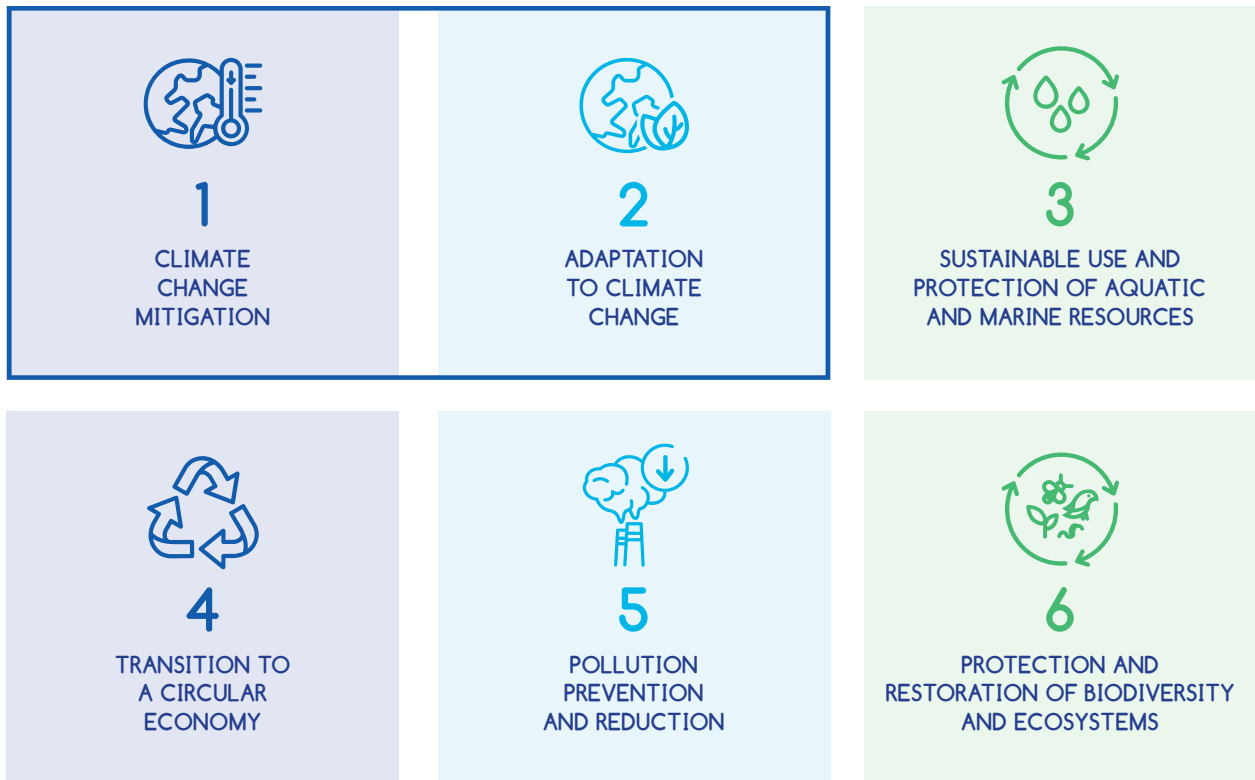 1
CLIMATE
CHANGE
MITIGATION
2
ADAPTATION
TO CLIMATE
CHANGE
3
SUSTAINABLE USE AND
PROTECTION OF AQUATIC
AND MARINE RESOURCES
4
TRANSITION TO
A CIRCULAR
ECONOMY
5
POLLUTION
PREVENTION
AND REDUCTION
6
PROTECTION AND
RESTORATION OF BIODIVERSITY
AND ECOSYSTEMS